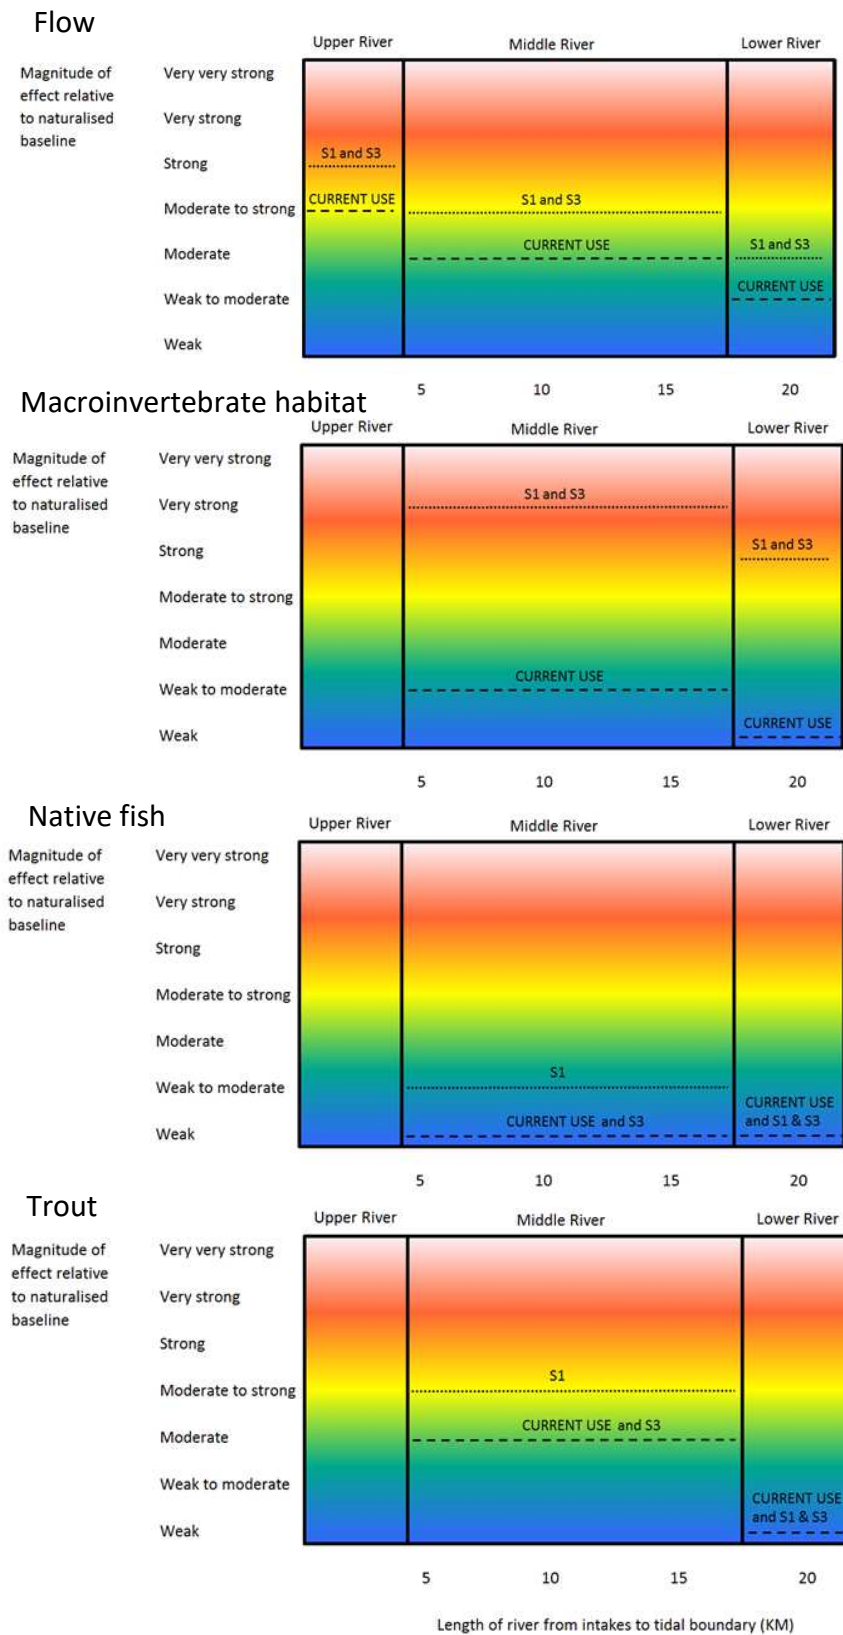 Flow
Upper River Middle River Lower River
Magnitude of
effect relative
to naturalised
baseline
Very very strong
Very strong
Strong
Moderate to strong
Moderate
Weak to moderate
Weak
S1 and S3
CURRENT USE
S1 and S3
CURRENT USE
S1 and S3
CURRENT USE
5 10 15 20
Macroinvertebrate habitat
Upper River Middle River Lower River
Magnitude of
effect relative
to naturalised
baseline
Very very strong
Very strong
Strong
Moderate to strong
Moderate
Weak to moderate
Weak
S1 and S3
CURRENT USE
S1 and S3
CURRENT USE
5 10 15 20
Native fish
Upper River Middle River Lower River
Magnitude of
effect relative
to naturalised
baseline
Very very strong
Very strong
Strong
Moderate to strong
Moderate
Weak to moderate
Weak
S1
CURRENT USE and S3
CURRENT USE
and S1 & S3
5 10 15 20
Trout
Upper River Middle River Lower River
Magnitude of
effect relative
to naturalised
baseline
Very very strong
Very strong
Strong
Moderate to strong
Moderate
Weak to moderate
Weak
S1
CURRENT USE and S3
CURRENT USE
and S1 & S3
5 10 15 20
Length of river from intakes to tidal boundary (KM)